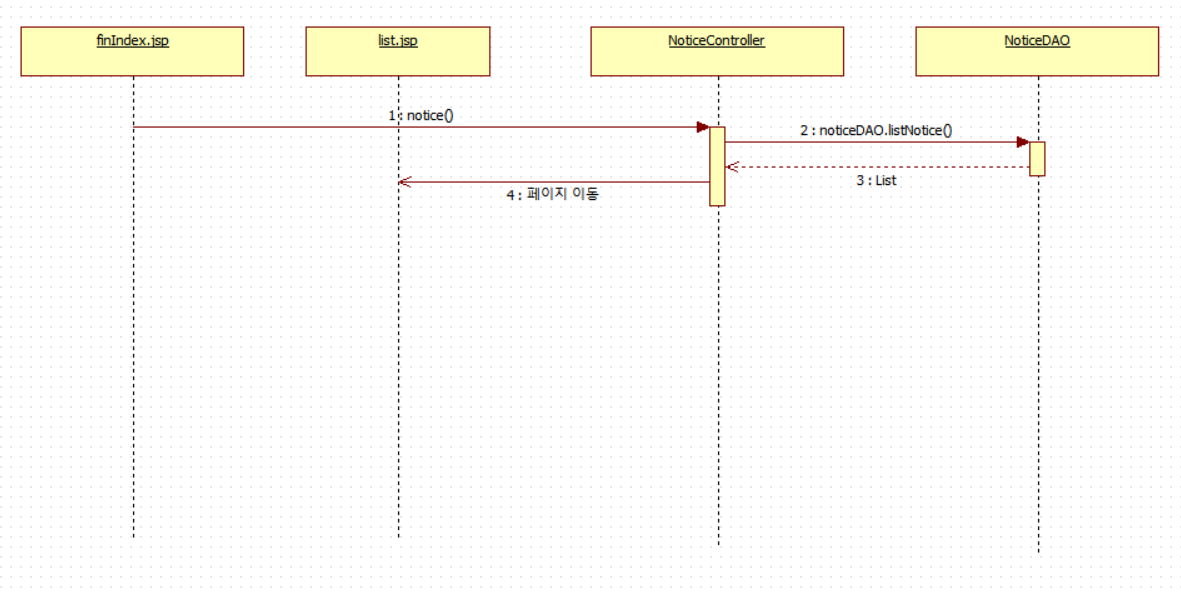 finIndex.jsp
list.jsp
NoticeController
NoticeDAO
1 : notice()
2 : noticeDAO.listNotice()
3 : List
4 : 페이지 이동